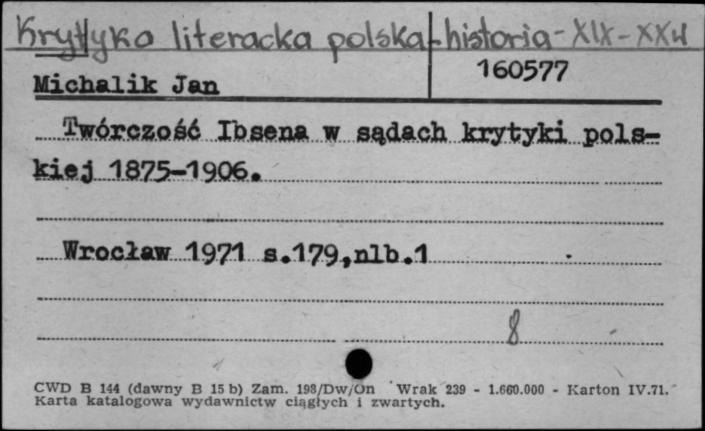 Krytyka literacka polska - historia - XIX - XXw
160577
Michalik Jan
Twórczość Ibsena w sądach krytyki pols-
kiej 1875-1906.
Wrocław 1971 s.179,nlb.1
8
CWD B 144 (dawny B 15 b) Zam. 198/Dw/On Wrak 239 - 1.660.000 - Karton IV.71.
Karta katalogowa wydawnictw ciągłych i zwartych.